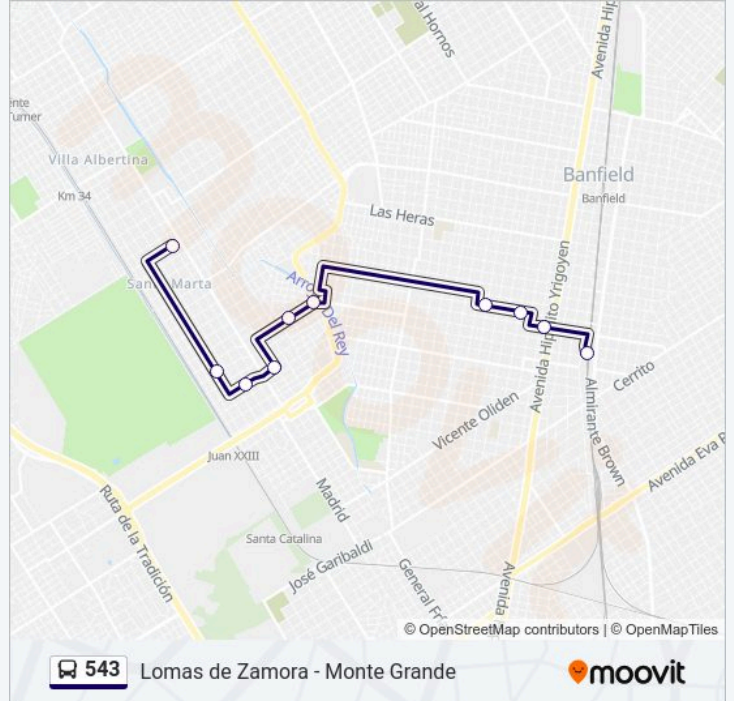 al Hornos
Avenida Hip
ente
Turner
Villa Albertina
Km 34
Banfield
Banfield
Las Heras
Santa Marta
Arroyo Del Rey
Avenida Hipólito Yrigoyen
Cerrito
Almirante Brown
Vicente Oliden
Avenida Eva P
Juan XXIII
Madrid
Ruta de la Tradición
Santa Catalina
José Garibaldi
General Fr
Avenida
© OpenStreetMap contributors | © OpenMapTiles
543 Lomas de Zamora - Monte Grande
moovit